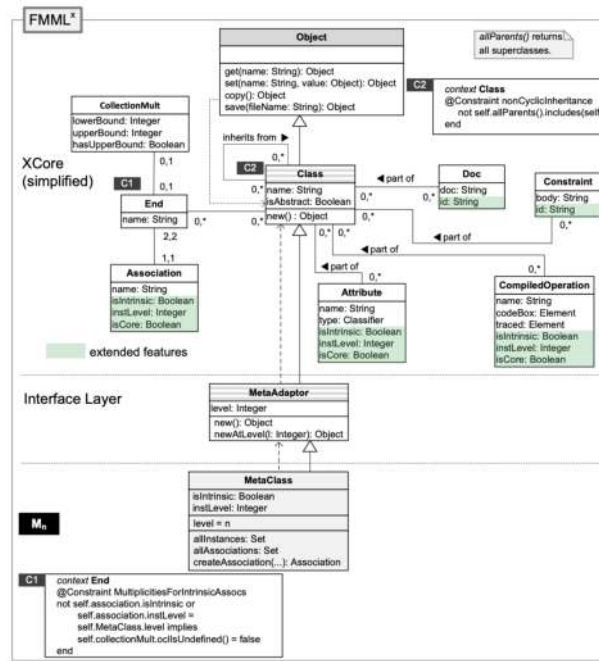 FMMLx
Object
get(name: String): Object
set(name: String, value: Object): Object
copy(): Object
save(fileName: String): Object
allParents() returns
all superclasses.
C2
context Class
@Constraint nonCyclicInheritance
not self.allParents().includes(self
end
CollectionMult
lowerBound: Integer
upperBound: Integer
hasUpperBound: Boolean
XCore
(simplified)
inherits from ▶
0,*
C2
0,1
C1
0,1
End
name: String
0,*
0,*
0,*
Class
name: String
isAbstract: Boolean
new() : Object
◀ part of
0,*
0,*
Doc
doc: String
id: String
Constraint
body: String
id: String
0,*
0,*
0,*
0,*
◀ part of
0,*
2,2
1,1
Association
name: String
isIntrinsic: Boolean
instLevel: Integer
isCore: Boolean
extended features
◀ part of
0,*
Attribute
name: String
type: Classifier
isIntrinsic: Boolean
instLevel: Integer
isCore: Boolean
◀ part of
0,*
CompiledOperation
name: String
codeBox: Element
traced: Element
isIntrinsic: Boolean
instLevel: Integer
isCore: Boolean
Interface Layer
MetaAdaptor
level: Integer
new(): Object
newAtLevel(l: Integer): Object
Mn
MetaClass
isIntrinsic: Boolean
instLevel: Integer
level = n
allInstances: Set
allAssociations: Set
createAssociation(...): Association
C1
context End
@Constraint MultiplicitiesForIntrinsicAssocs
not self.association.isIntrinsic or
self.association.instLevel =
self.MetaClass.level implies
self.collectionMult.oclIsUndefined() = false
end